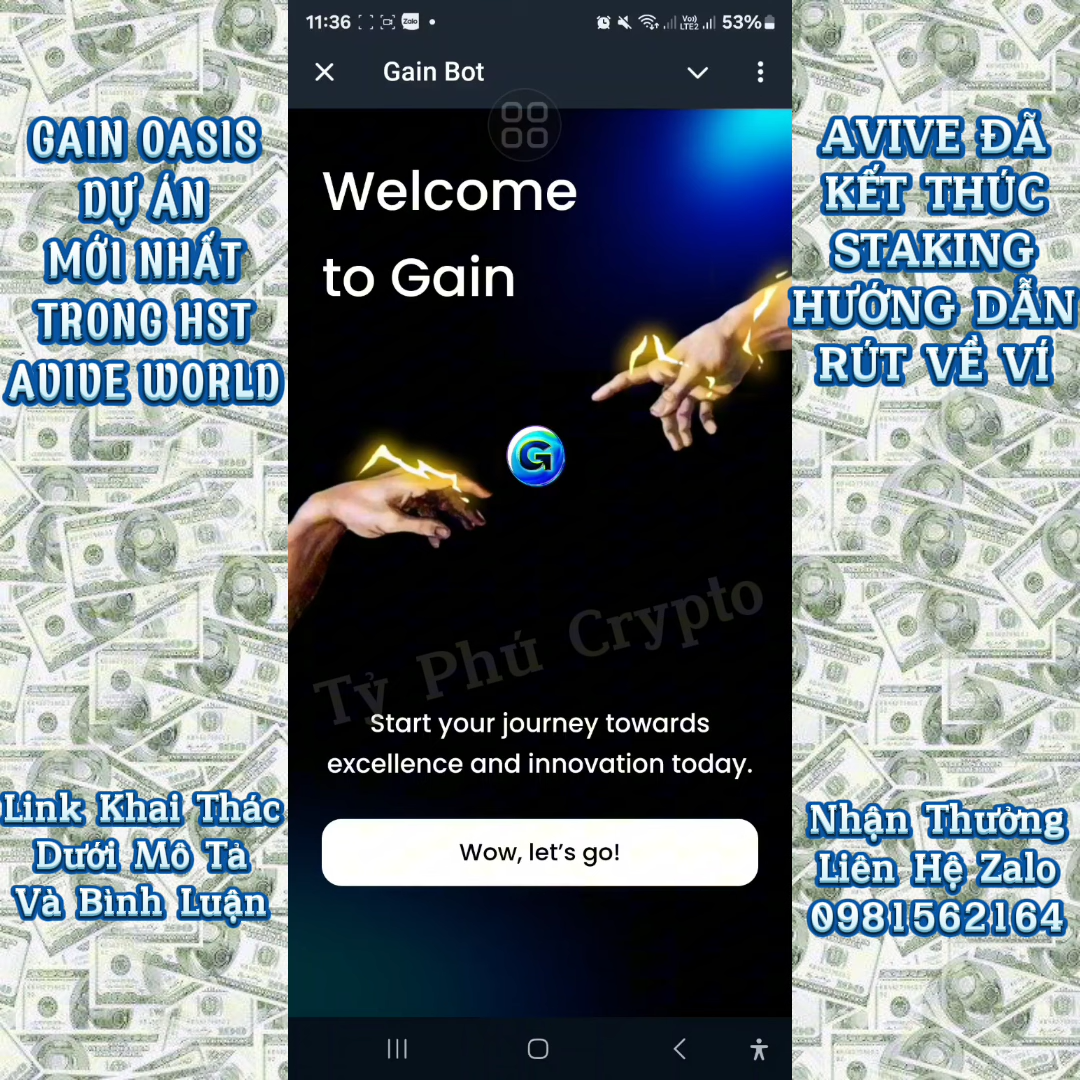 11:36
Zalo
Vo)) LTE2
53%
Gain Bot
GAIN OASIS
DỰ ÁN
MỚI NHẤT
TRONG HST
AVIVE WORLD
Welcome
to Gain
G
AVIVE ĐÃ
KẾT THÚC
STAKING
HƯỚNG DẪN
RÚT VỀ VÍ
Tỷ Phú Crypto
Start your journey towards
excellence and innovation today.
Wow, let's go!
Link Khai Thác
Dưới Mô Tả
Và Bình Luận
Nhận Thưởng
Liên Hệ Zalo
0981562164